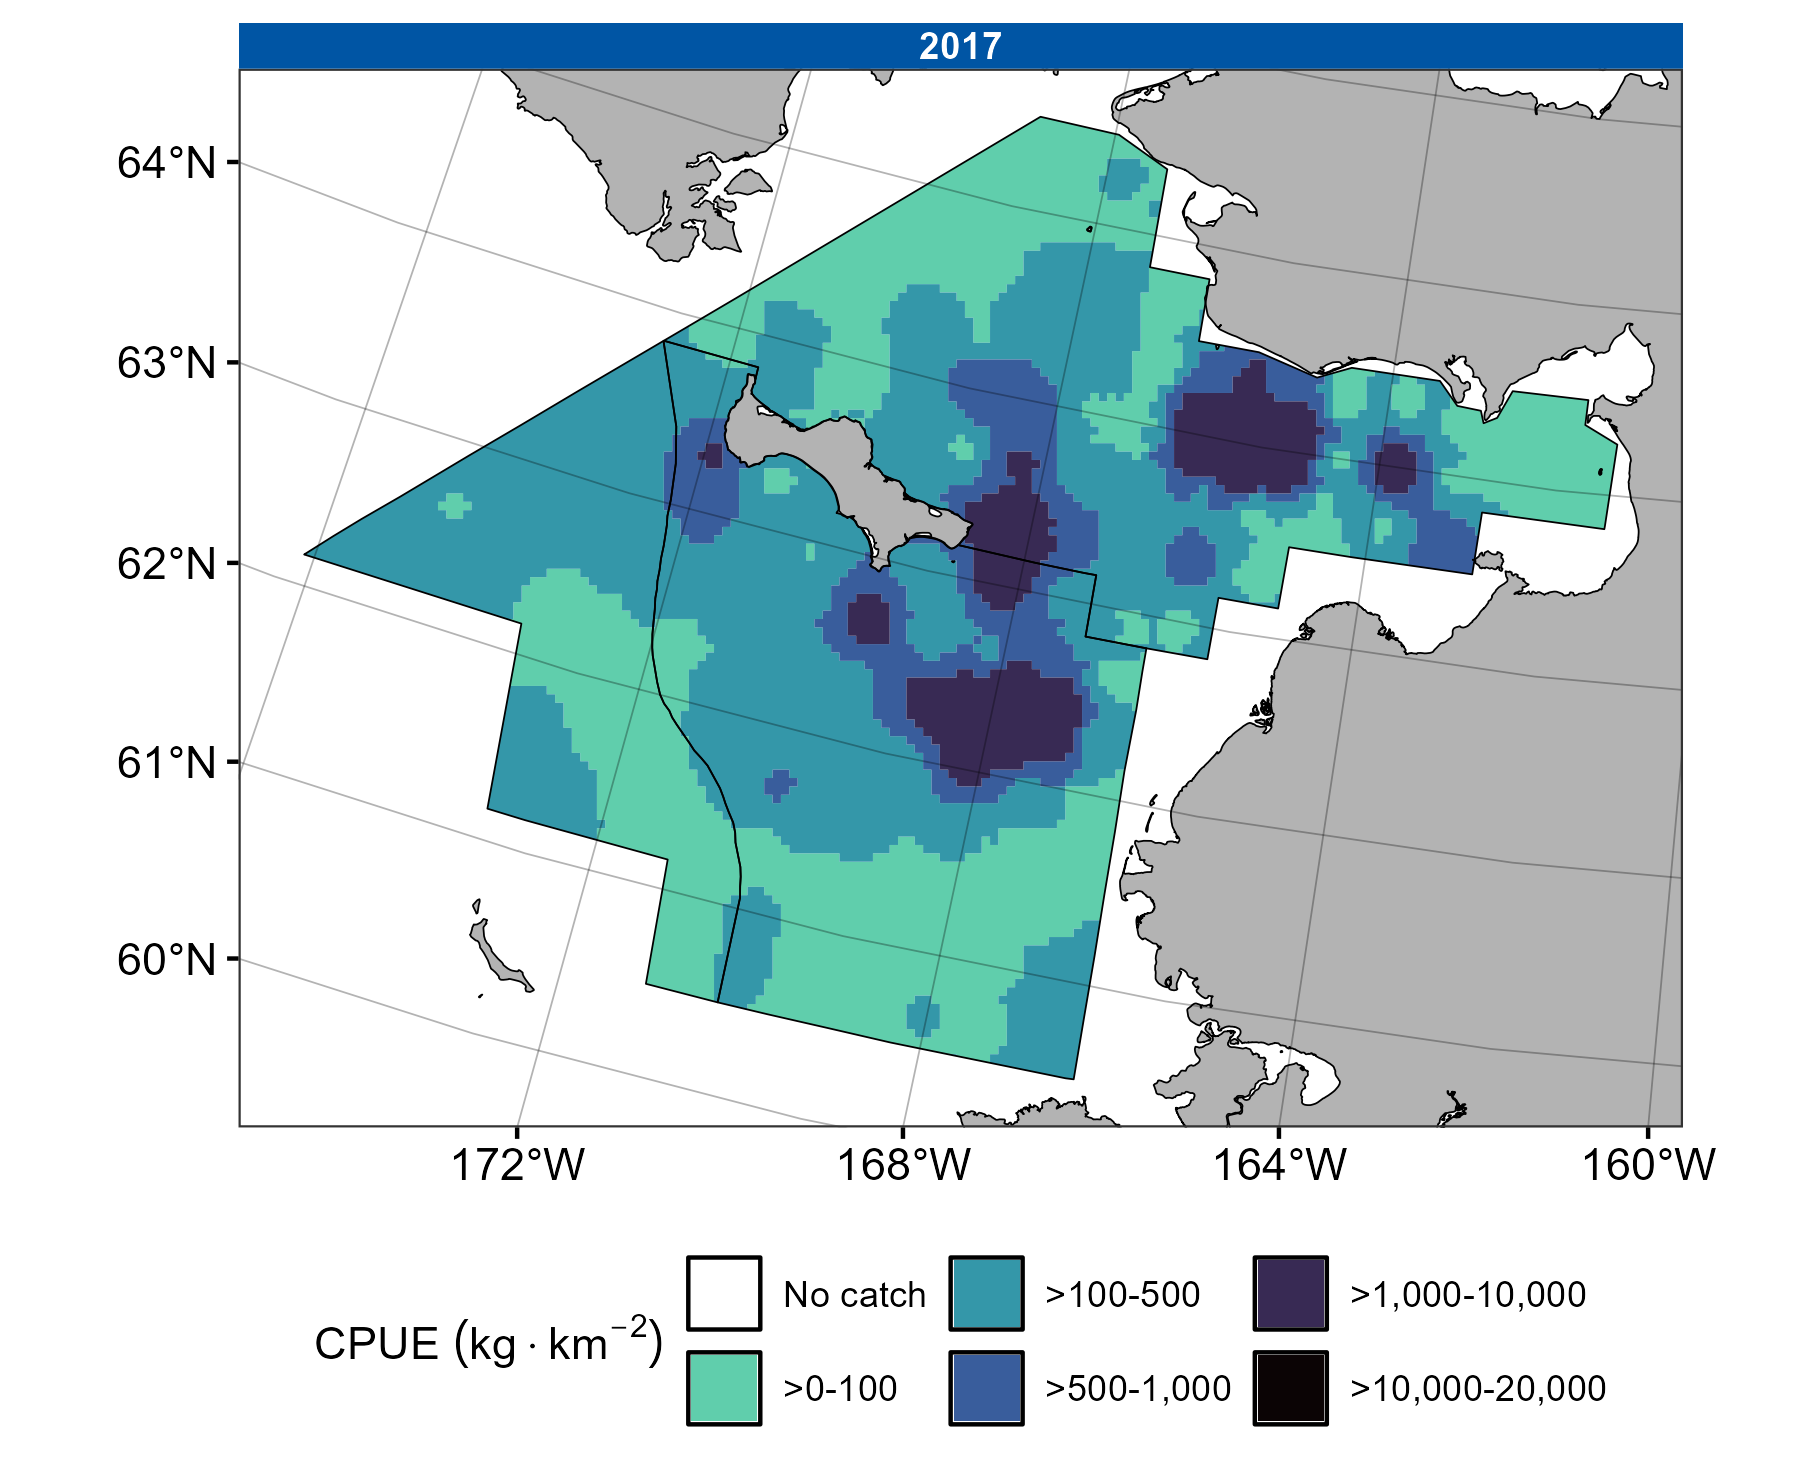 2017
64°N
63°N
62°N
61°N
60°N
172°W 168°W 164°W 160°W
CPUE (kg · km⁻²)
No catch >100-500 >1,000-10,000
>0-100 >500-1,000 >10,000-20,000